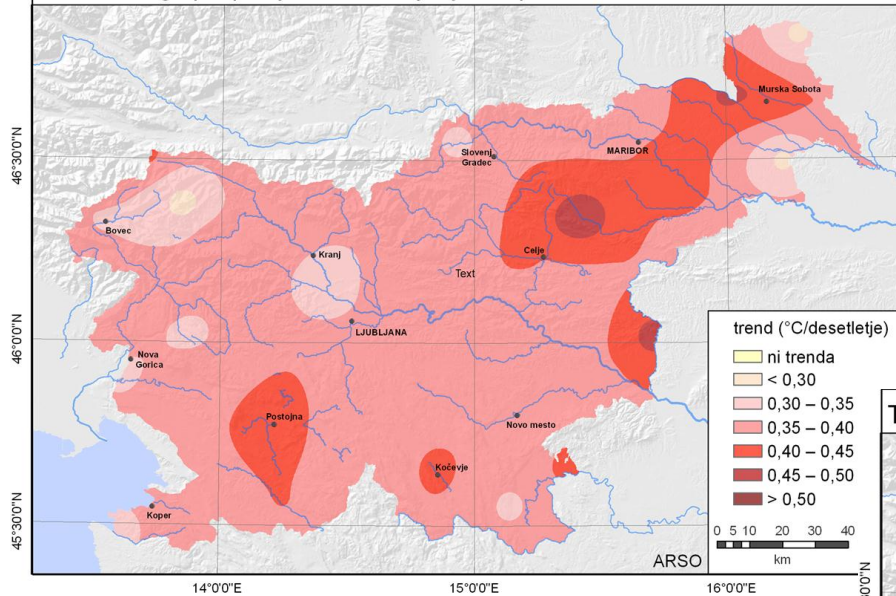 46°30'0"N
46°0'0"N
45°30'0"N
Murska Sobota
MARIBOR
Slovenj
Gradec
Bovec
Kranj
Celje
Text
LJUBLJANA
Nova
Gorica
Postojna
Novo mesto
Kočevje
Koper
trend (°C/desetletje)
ni trenda
< 0,30
0,30 – 0,35
0,35 – 0,40
0,40 – 0,45
0,45 – 0,50
> 0,50
0 5 10 20 30 40
km
ARSO
14°0'0"E
15°0'0"E
16°0'0"E
T
0'0"N